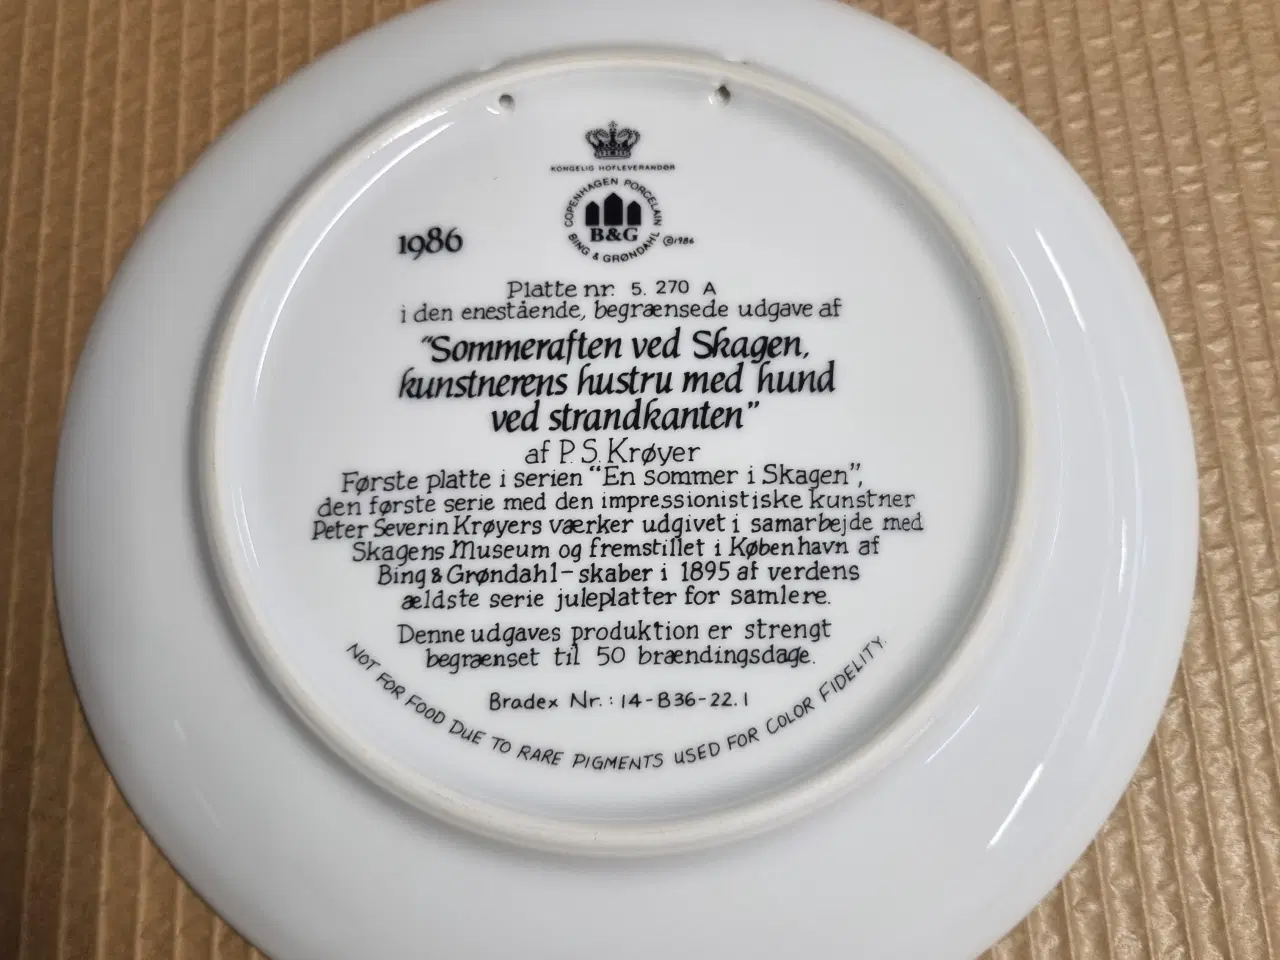 KONGELIG HOFLEVERANDØR
COPENHAGEN PORCELAIN
B&G
BING & GRØNDAHL
©1986
1986
Platte nr. 5. 270 A
i den enestående, begrænsede udgave af
“Sommeraften ved Skagen,
kunstnerens hustru med hund
ved strandkanten”
af P.S. Krøyer
Første platte i serien “En sommer i Skagen”,
den første serie med den impressionistiske kunstner
Peter Severin Krøyers værker udgivet i samarbejde med
Skagens Museum og fremstillet i København af
Bing & Grøndahl – skaber i 1895 af verdens
ældste serie juleplatter for samlere.
Denne udgaves produktion er strengt
begrænset til 50 brændingsdage.
Bradex Nr.: 14-B36-22.1
NOT FOR FOOD DUE TO RARE PIGMENTS USED FOR COLOR FIDELITY.